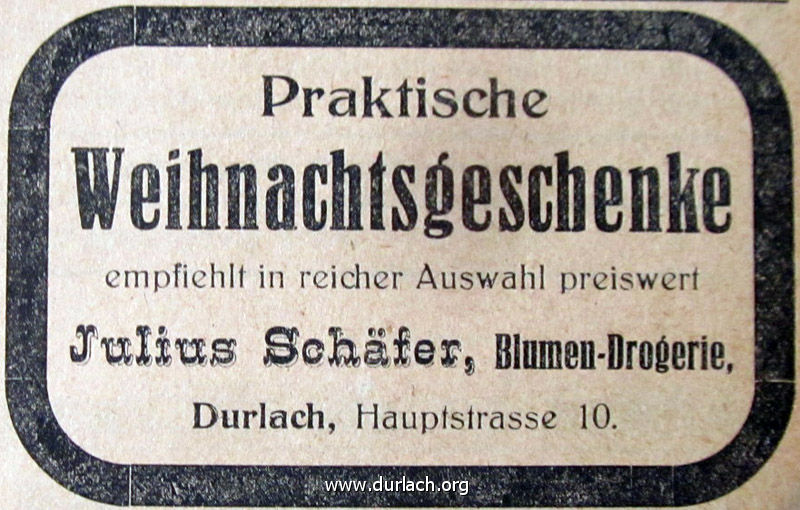 Praktische
Weihnachtsgeschenke
empfiehlt in reicher Auswahl preiswert
Julius Schäfer, Blumen-Drogerie,
Durlach, Hauptstrasse 10.
www.durlach.org